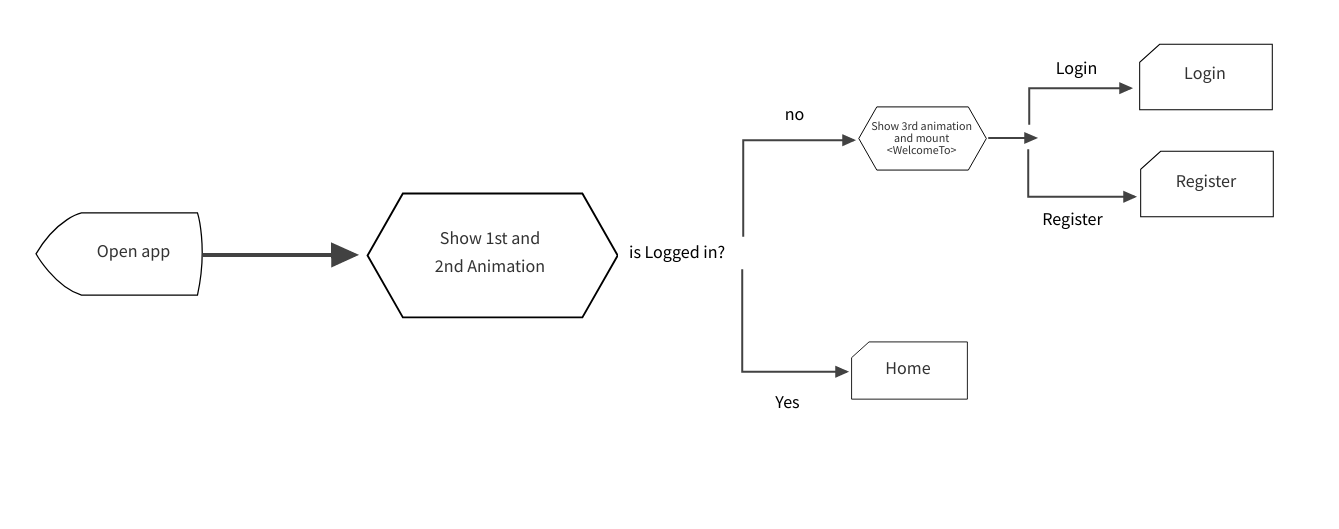 Open app
Show 1st and
2nd Animation
is Logged in?
no
Show 3rd animation
and mount
<WelcomeTo>
Login
Login
Register
Register
Home
Yes